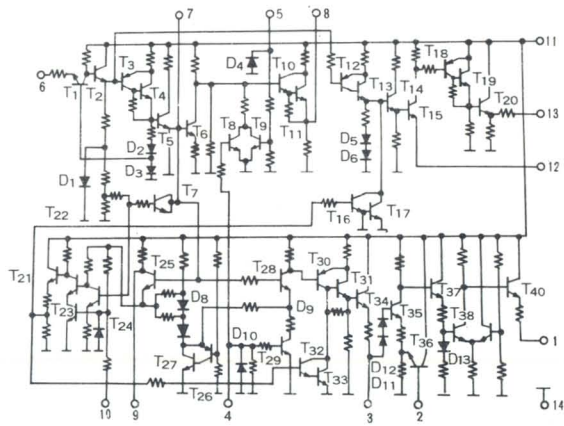 7 5 8
11
6
T1 T2 T3 T4 T5 T6
D4
T10
T12
T13 T14 T15
T18 T19 T20
T8 T9 T11
D5
D6
13
12
D2
D3
D1
T7
T16 T17
T22
T21
T25
T28
T30
T31
T34
T35
T37
T40
D8
D9
T23
T24
D10
T29
T32
T33
T36
T38
D13
D12
D11
T27
T26
1
10 9 4 3 2
14